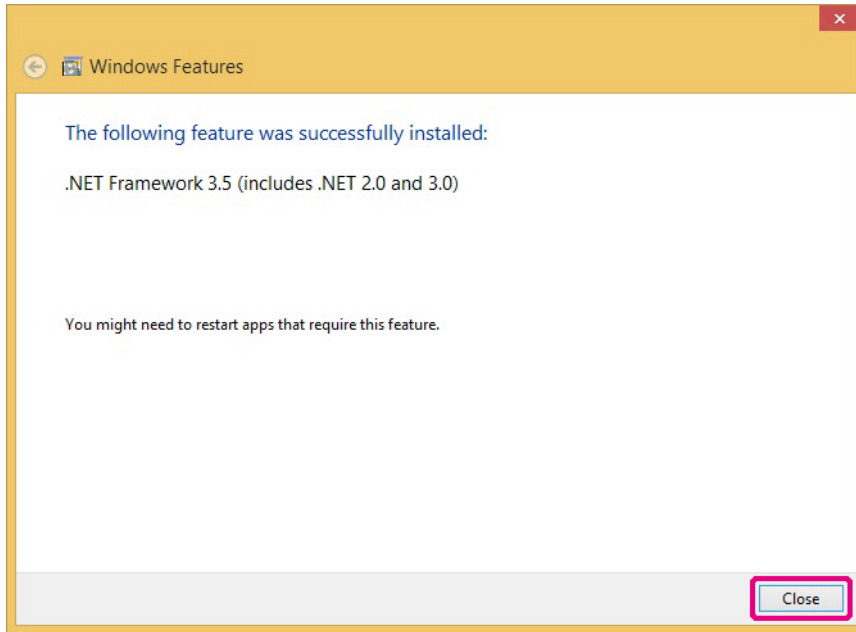 Windows Features
The following feature was successfully installed:
.NET Framework 3.5 (includes .NET 2.0 and 3.0)
You might need to restart apps that require this feature.
Close